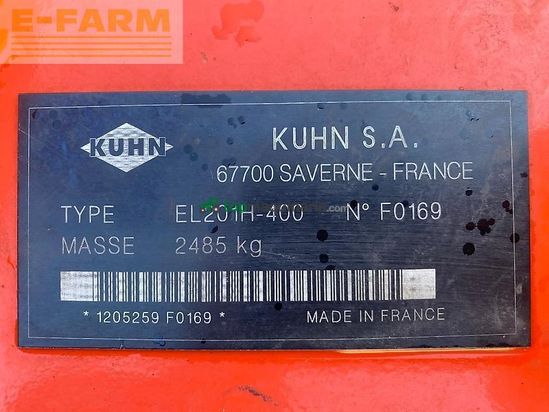 E-FARM
KUHN
KUHN S.A.
67700 SAVERNE - FRANCE
TYPE EL201H-400 N° F0169
MASSE 2485 kg
* 1205259 F0169 *
MADE IN FRANCE